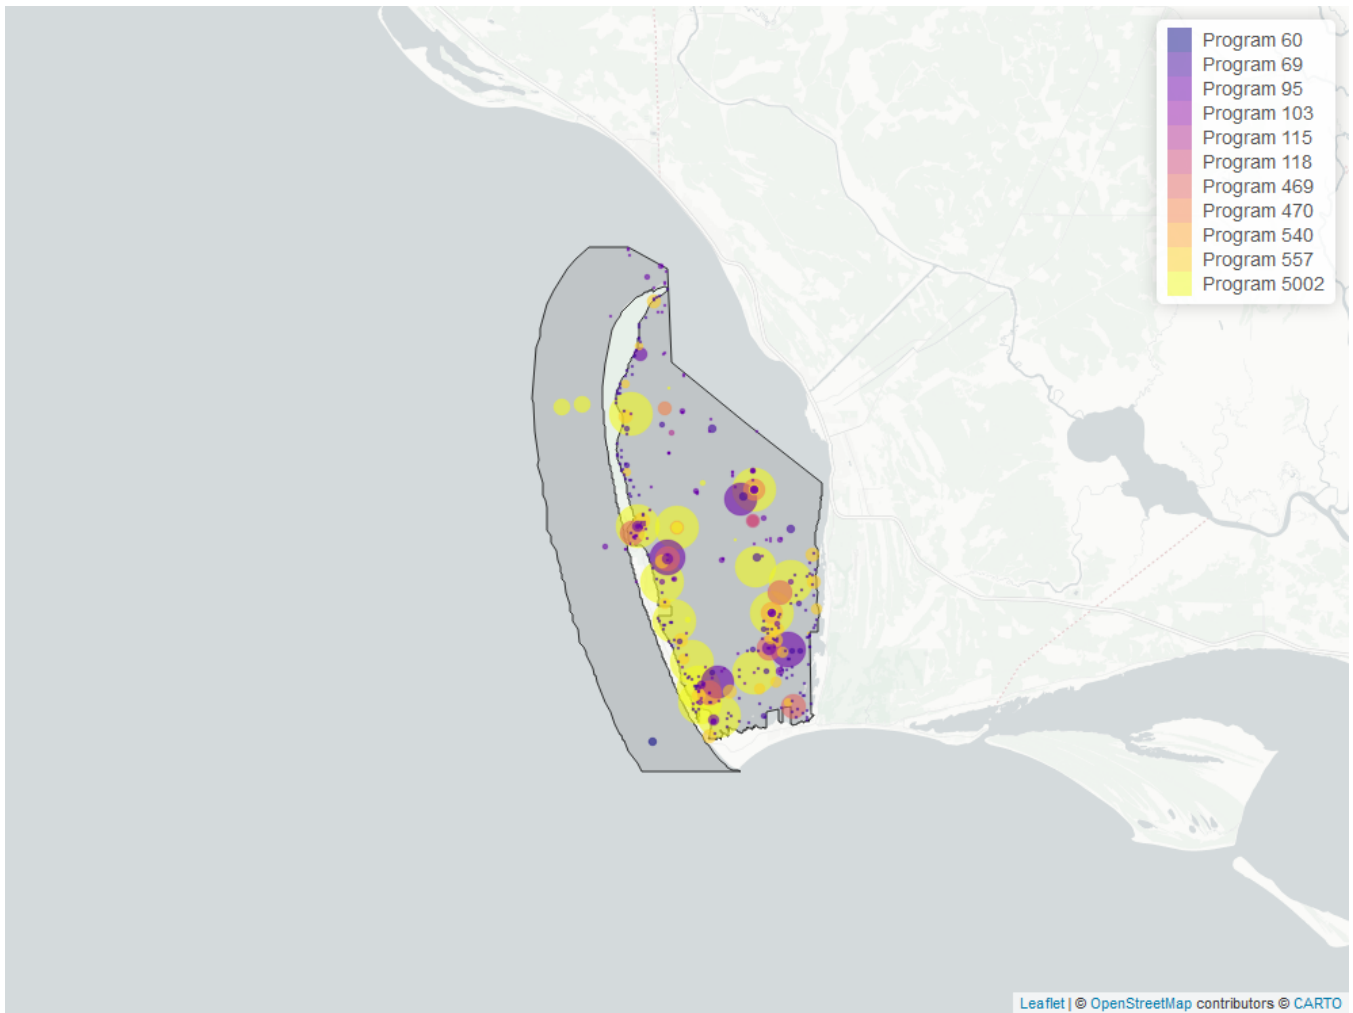 Program 60
Program 69
Program 95
Program 103
Program 115
Program 118
Program 469
Program 470
Program 540
Program 557
Program 5002
Leaflet | © OpenStreetMap contributors © CARTO